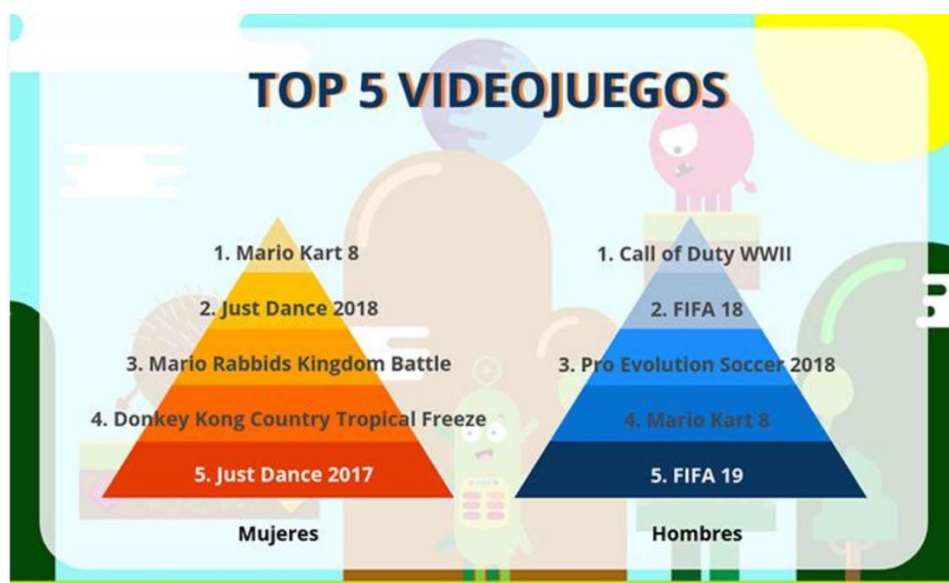 TOP 5 VIDEOJUEGOS
1. Mario Kart 8
2. Just Dance 2018
3. Mario Rabbids Kingdom Battle
4. Donkey Kong Country Tropical Freeze
5. Just Dance 2017
Mujeres
1. Call of Duty WWII
2. FIFA 18
3. Pro Evolution Soccer 2018
4. Mario Kart 8
5. FIFA 19
Hombres